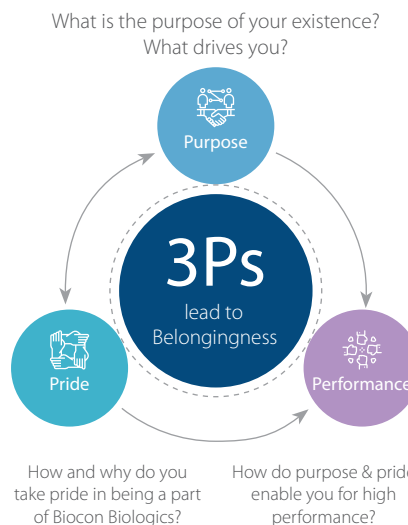 What is the purpose of your existence?
What drives you?
Purpose
3Ps
lead to
Belongingness
Pride
Performance
How and why do you
take pride in being a part
of Biocon Biologics?
How do purpose & pride
enable you for high
performance?